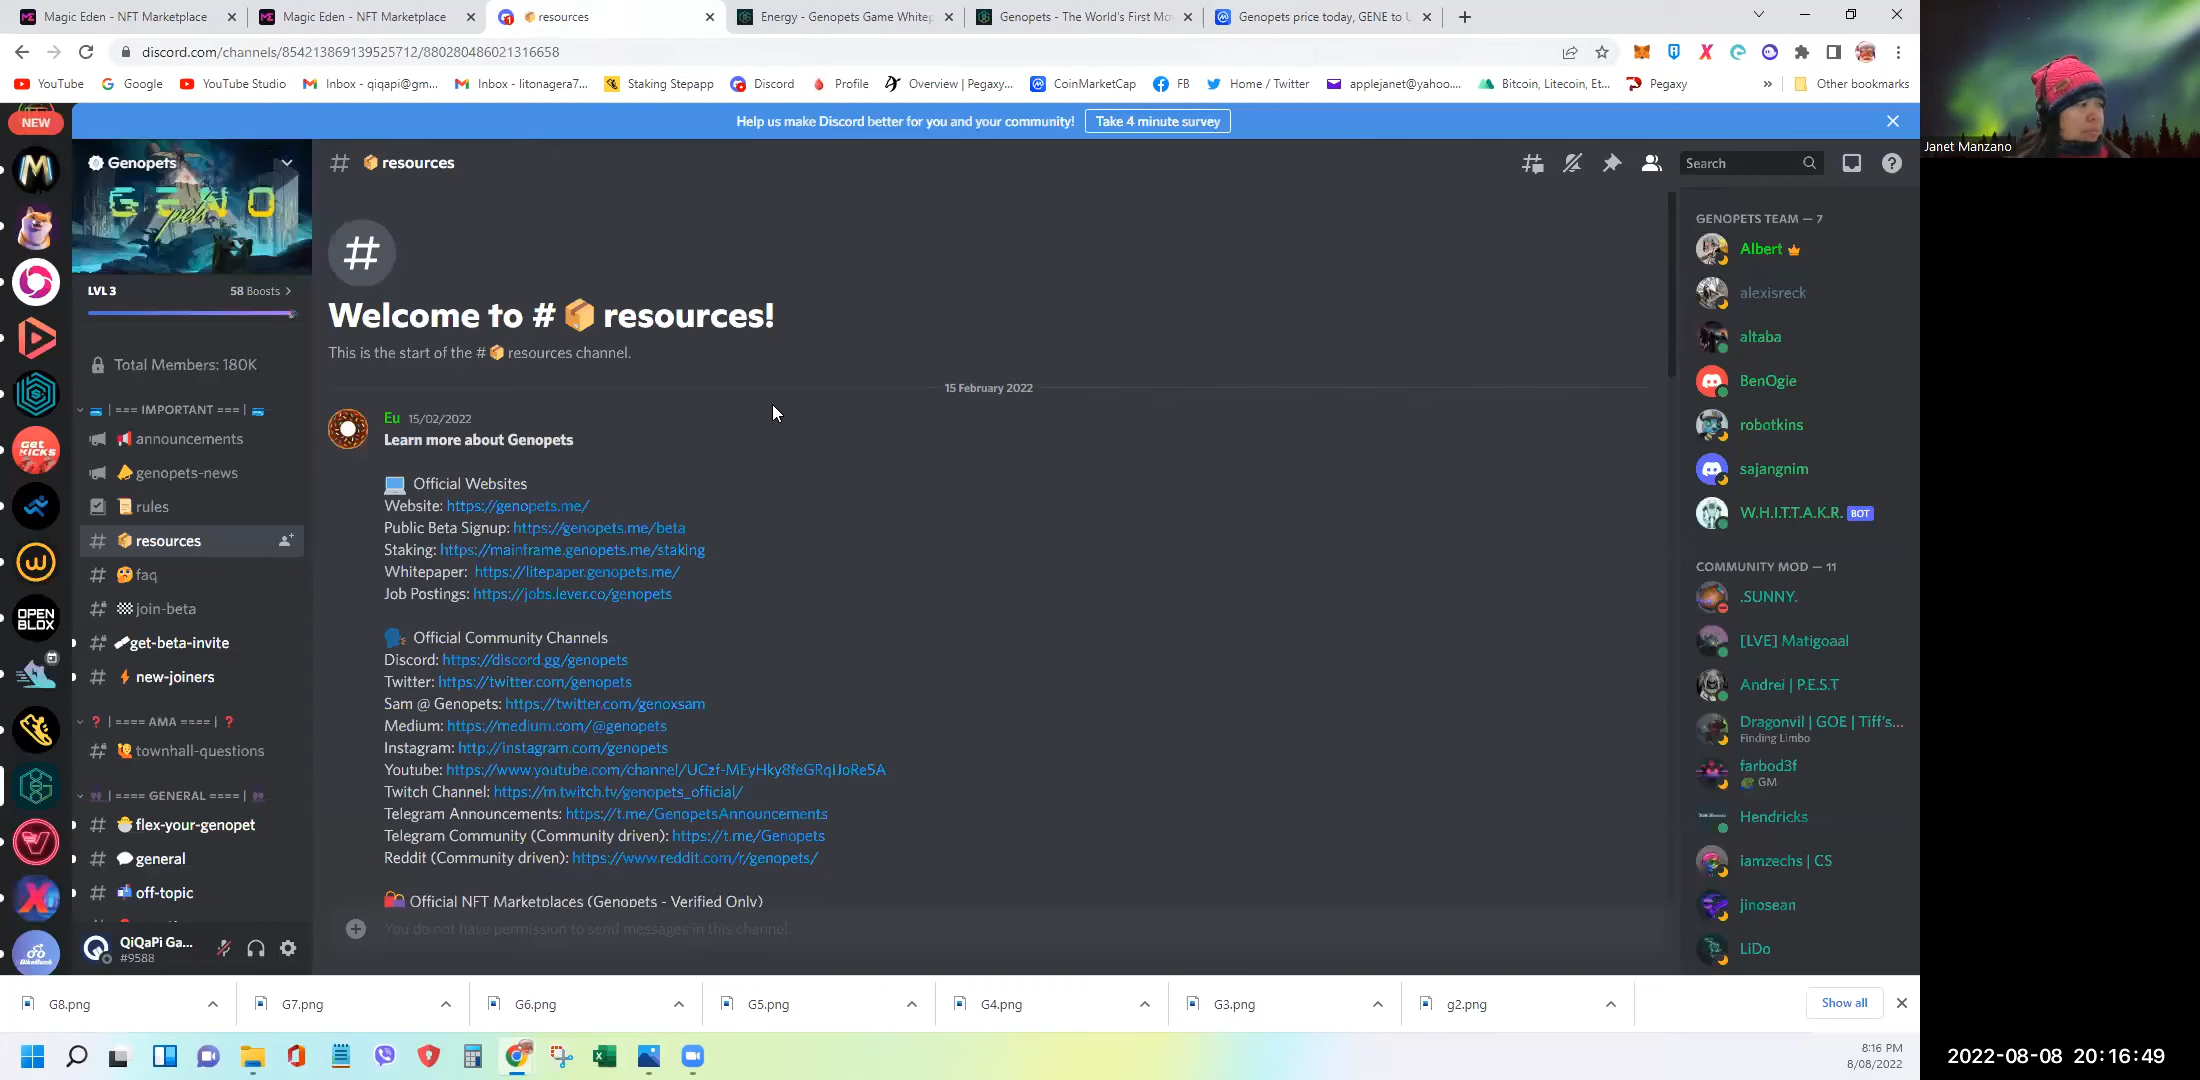 Magic Eden - NFT Marketplace
Magic Eden - NFT Marketplace
resources
Energy - Genopets Game Whitep
Genopets - The World's First Mo
Genopets price today, GENE to U
discord.com/channels/854213869139525712/880280486021316658
YouTube
Google
YouTube Studio
Inbox - qiqapi@gm...
Inbox - litonagera7...
Staking Stepapp
Discord
Profile
Overview | Pegaxy...
CoinMarketCap
FB
Home / Twitter
applejanet@yahoo....
Bitcoin, Litecoin, Et...
Pegaxy
»
Other bookmarks
Janet Manzano
NEW
Help us make Discord better for you and your community!
Take 4 minute survey
Genopets
GENO
pets
LVL 3
58 Boosts
Total Members: 180K
| === IMPORTANT === |
announcements
genopets-news
rules
resources
faq
join-beta
get-beta-invite
new-joiners
| ==== AMA ==== |
townhall-questions
| ==== GENERAL ==== |
flex-your-genopet
general
off-topic
GET KICKS
OPEN BLOX
QiQaPi Ga...
#9588
# resources
Search
Welcome to # resources!
This is the start of the # resources channel.
15 February 2022
Eu 15/02/2022
Learn more about Genopets
Official Websites
Website: https://genopets.me/
Public Beta Signup: https://genopets.me/beta
Staking: https://mainframe.genopets.me/staking
Whitepaper: https://litepaper.genopets.me/
Job Postings: https://jobs.lever.co/genopets
Official Community Channels
Discord: https://discord.gg/genopets
Twitter: https://twitter.com/genopets
Sam @ Genopets: https://twitter.com/genoxsam
Medium: https://medium.com/@genopets
Instagram: http://instagram.com/genopets
Youtube: https://www.youtube.com/channel/UCzf-MEyHky8feGRqIJoRe5A
Twitch Channel: https://m.twitch.tv/genopets_official/
Telegram Announcements: https://t.me/GenopetsAnnouncements
Telegram Community (Community driven): https://t.me/Genopets
Reddit (Community driven): https://www.reddit.com/r/genopets/
Official NFT Marketplaces (Genopets - Verified Only)
You do not have permission to send messages in this channel.
GENOPETS TEAM — 7
Albert
alexisreck
altaba
BenOgie
robotkins
sajangnim
W.H.I.T.T.A.K.R. BOT
COMMUNITY MOD — 11
.SUNNY.
[LVE] Matigoaal
Andrei | P.E.S.T
Dragonvil | GOE | Tiff's...
Finding Limbo
farbod3f
GM
Hendricks
iamzechs | CS
jinosean
LiDo
G8.png
G7.png
G6.png
G5.png
G4.png
G3.png
g2.png
Show all
8:16 PM
8/08/2022
2022-08-08 20:16:49